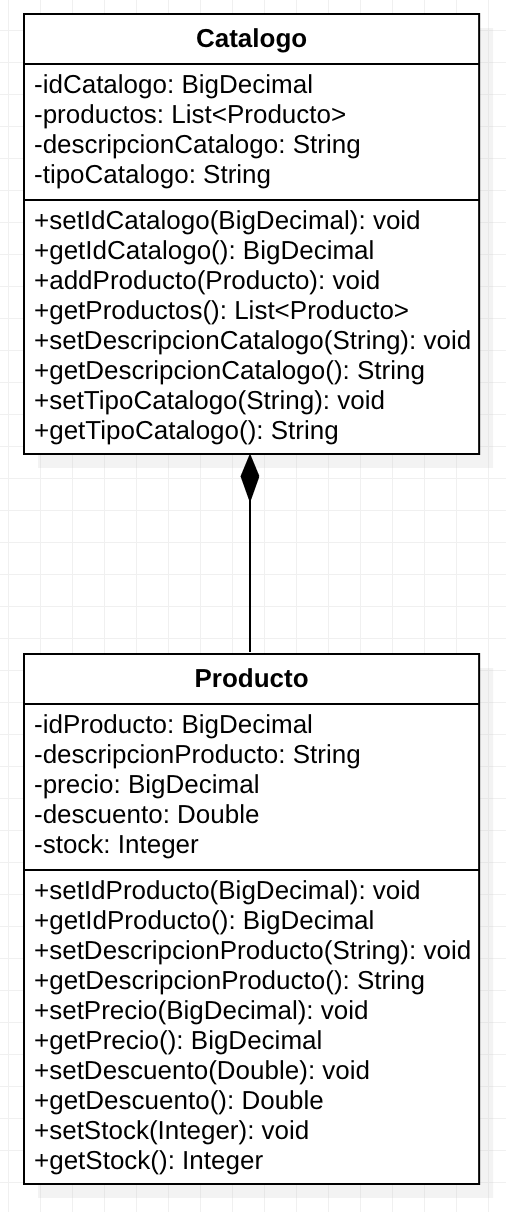 Catalogo
-idCatalogo: BigDecimal
-productos: List<Producto>
-descripcionCatalogo: String
-tipoCatalogo: String
+setIdCatalogo(BigDecimal): void
+getIdCatalogo(): BigDecimal
+addProducto(Producto): void
+getProductos(): List<Producto>
+setDescripcionCatalogo(String): void
+getDescripcionCatalogo(): String
+setTipoCatalogo(String): void
+getTipoCatalogo(): String
Producto
-idProducto: BigDecimal
-descripcionProducto: String
-precio: BigDecimal
-descuento: Double
-stock: Integer
+setIdProducto(BigDecimal): void
+getIdProducto(): BigDecimal
+setDescripcionProducto(String): void
+getDescripcionProducto(): String
+setPrecio(BigDecimal): void
+getPrecio(): BigDecimal
+setDescuento(Double): void
+getDescuento(): Double
+setStock(Integer): void
+getStock(): Integer